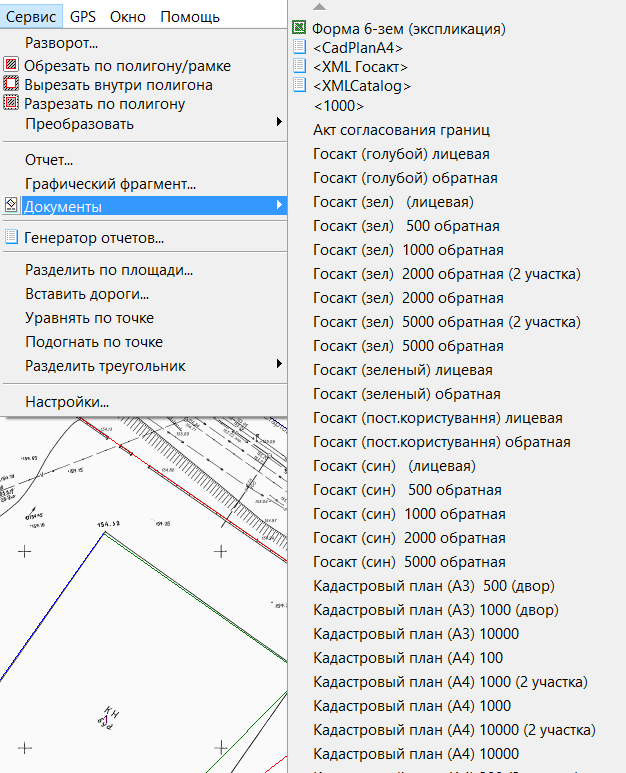 Сервис GPS Окно Помощь
Разворот...
Обрезать по полигону/рамке
Вырезать внутри полигона
Разрезать по полигону
Преобразовать
Отчет...
Графический фрагмент...
Документы
Генератор отчетов...
Разделить по площади...
Вставить дороги...
Уравнять по точке
Подогнать по точке
Разделить треугольник
Настройки...
Форма 6-зем (экспликация)
<CadPlanA4>
<XML Госакт>
<XMLCatalog>
<1000>
Акт согласования границ
Госакт (голубой) лицевая
Госакт (голубой) обратная
Госакт (зел) (лицевая)
Госакт (зел) 500 обратная
Госакт (зел) 1000 обратная
Госакт (зел) 2000 обратная (2 участка)
Госакт (зел) 2000 обратная
Госакт (зел) 5000 обратная (2 участка)
Госакт (зел) 5000 обратная
Госакт (зеленый) лицевая
Госакт (зеленый) обратная
Госакт (пост.користування) лицевая
Госакт (пост.користування) обратная
Госакт (син) (лицевая)
Госакт (син) 500 обратная
Госакт (син) 1000 обратная
Госакт (син) 2000 обратная
Госакт (син) 5000 обратная
Кадастровый план (А3) 500 (двор)
Кадастровый план (А3) 1000 (двор)
Кадастровый план (А3) 10000
Кадастровый план (А4) 100
Кадастровый план (А4) 1000 (2 участка)
Кадастровый план (А4) 1000
Кадастровый план (А4) 10000 (2 участка)
Кадастровый план (А4) 10000
154.32
КН